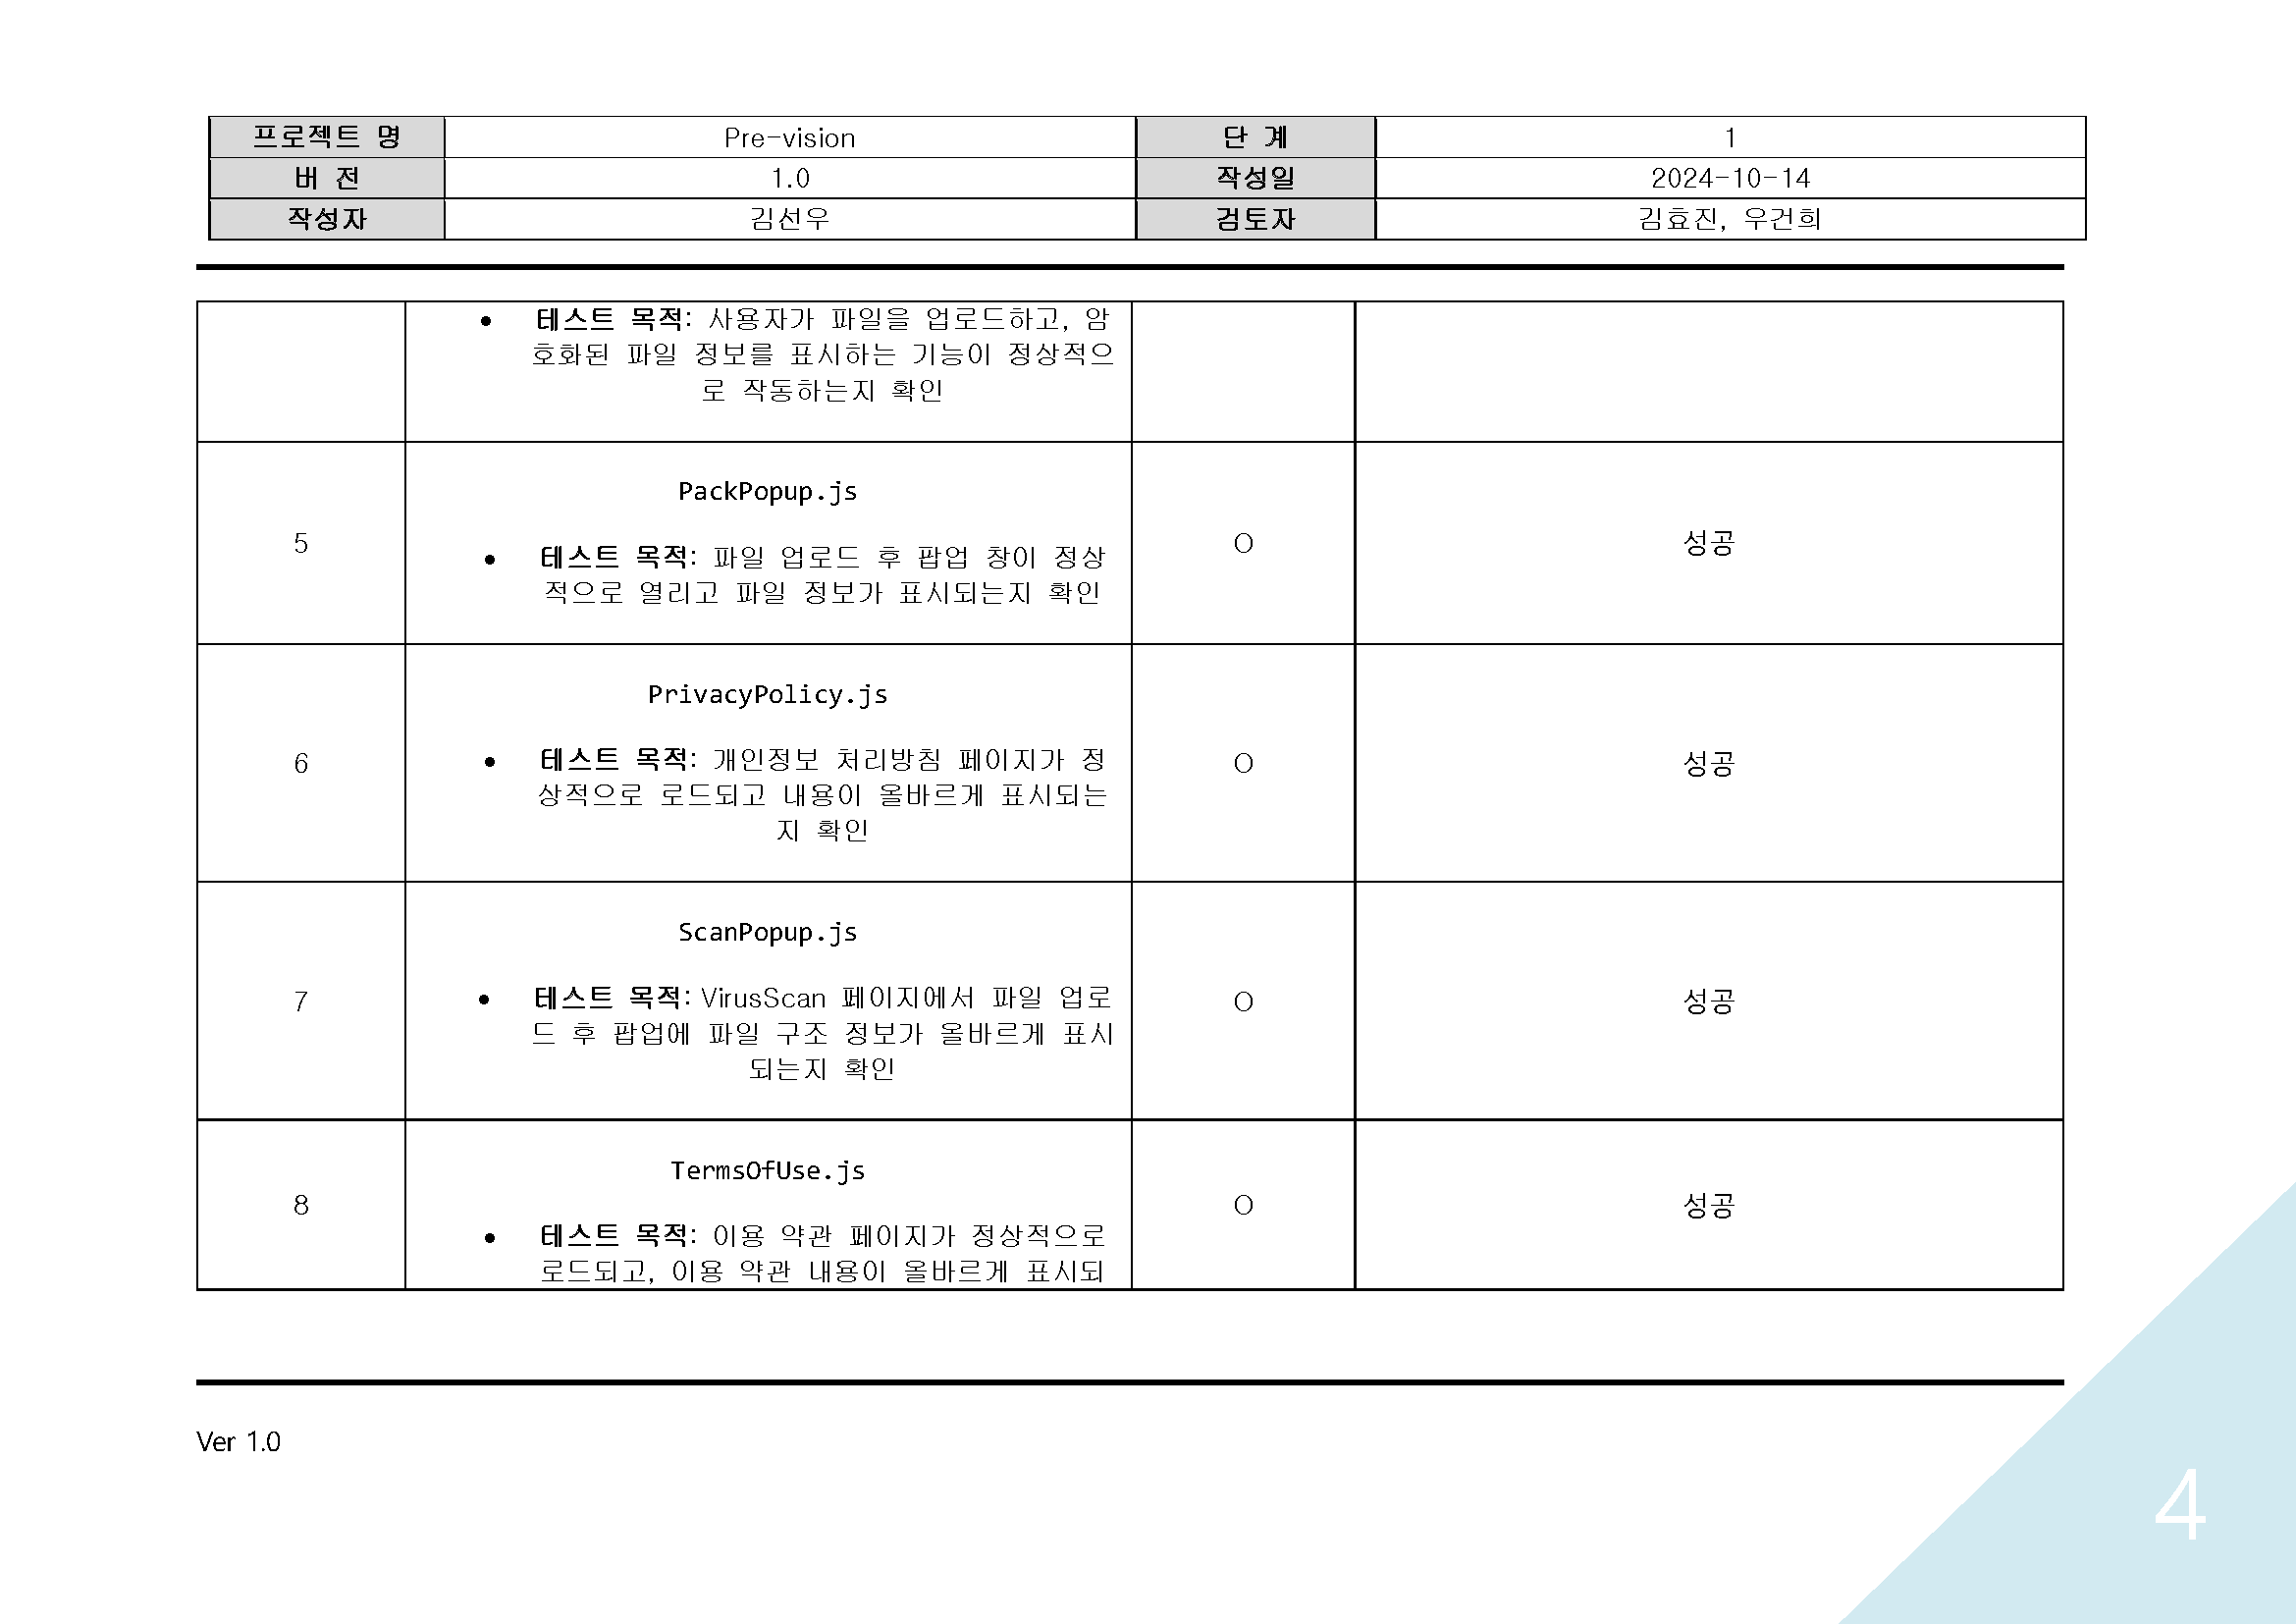 프로젝트 명 Pre-vision 단 계 1
버 전 1.0 작성일 2024-10-14
작성자 김선우 검토자 김효진, 우건희
• 테스트 목적: 사용자가 파일을 업로드하고, 암
호화된 파일 정보를 표시하는 기능이 정상적으
로 작동하는지 확인
PackPopup.js
5 O 성공
• 테스트 목적: 파일 업로드 후 팝업 창이 정상
적으로 열리고 파일 정보가 표시되는지 확인
PrivacyPolicy.js
6 O 성공
• 테스트 목적: 개인정보 처리방침 페이지가 정
상적으로 로드되고 내용이 올바르게 표시되는
지 확인
ScanPopup.js
7 O 성공
• 테스트 목적: VirusScan 페이지에서 파일 업로
드 후 팝업에 파일 구조 정보가 올바르게 표시
되는지 확인
TermsOfUse.js
8 O 성공
• 테스트 목적: 이용 약관 페이지가 정상적으로
로드되고, 이용 약관 내용이 올바르게 표시되
Ver 1.0
4